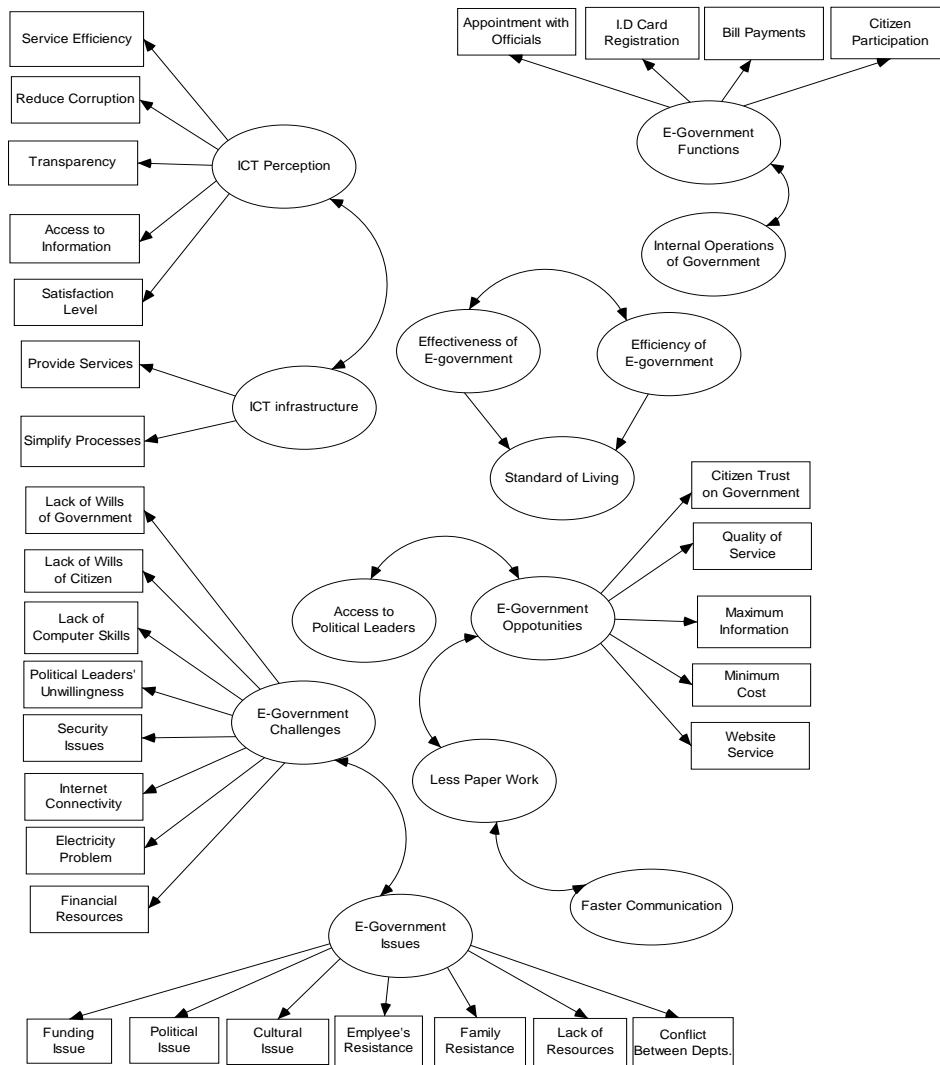 Service Efficiency
Reduce Corruption
Transparency
Access to
Information
Satisfaction
Level
Provide Services
Simplify Processes
ICT Perception
ICT infrastructure
Appointment with
Officials
I.D Card
Registration
Bill Payments
Citizen
Participation
E-Government
Functions
Internal Operations
of Government
Effectiveness of
E-government
Efficiency of
E-government
Standard of Living
Lack of Wills
of Government
Lack of Wills
of Citizen
Lack of
Computer Skills
Political Leaders'
Unwillingness
Security
Issues
Internet
Connectivity
Electricity
Problem
Financial
Resources
E-Government
Challenges
Access to
Political Leaders
E-Government
Oppotunities
Citizen Trust
on Government
Quality of
Service
Maximum
Information
Minimum
Cost
Website
Service
Less Paper Work
Faster Communication
E-Government
Issues
Funding
Issue
Political
Issue
Cultural
Issue
Emplyee's
Resistance
Family
Resistance
Lack of
Resources
Conflict
Between Depts.